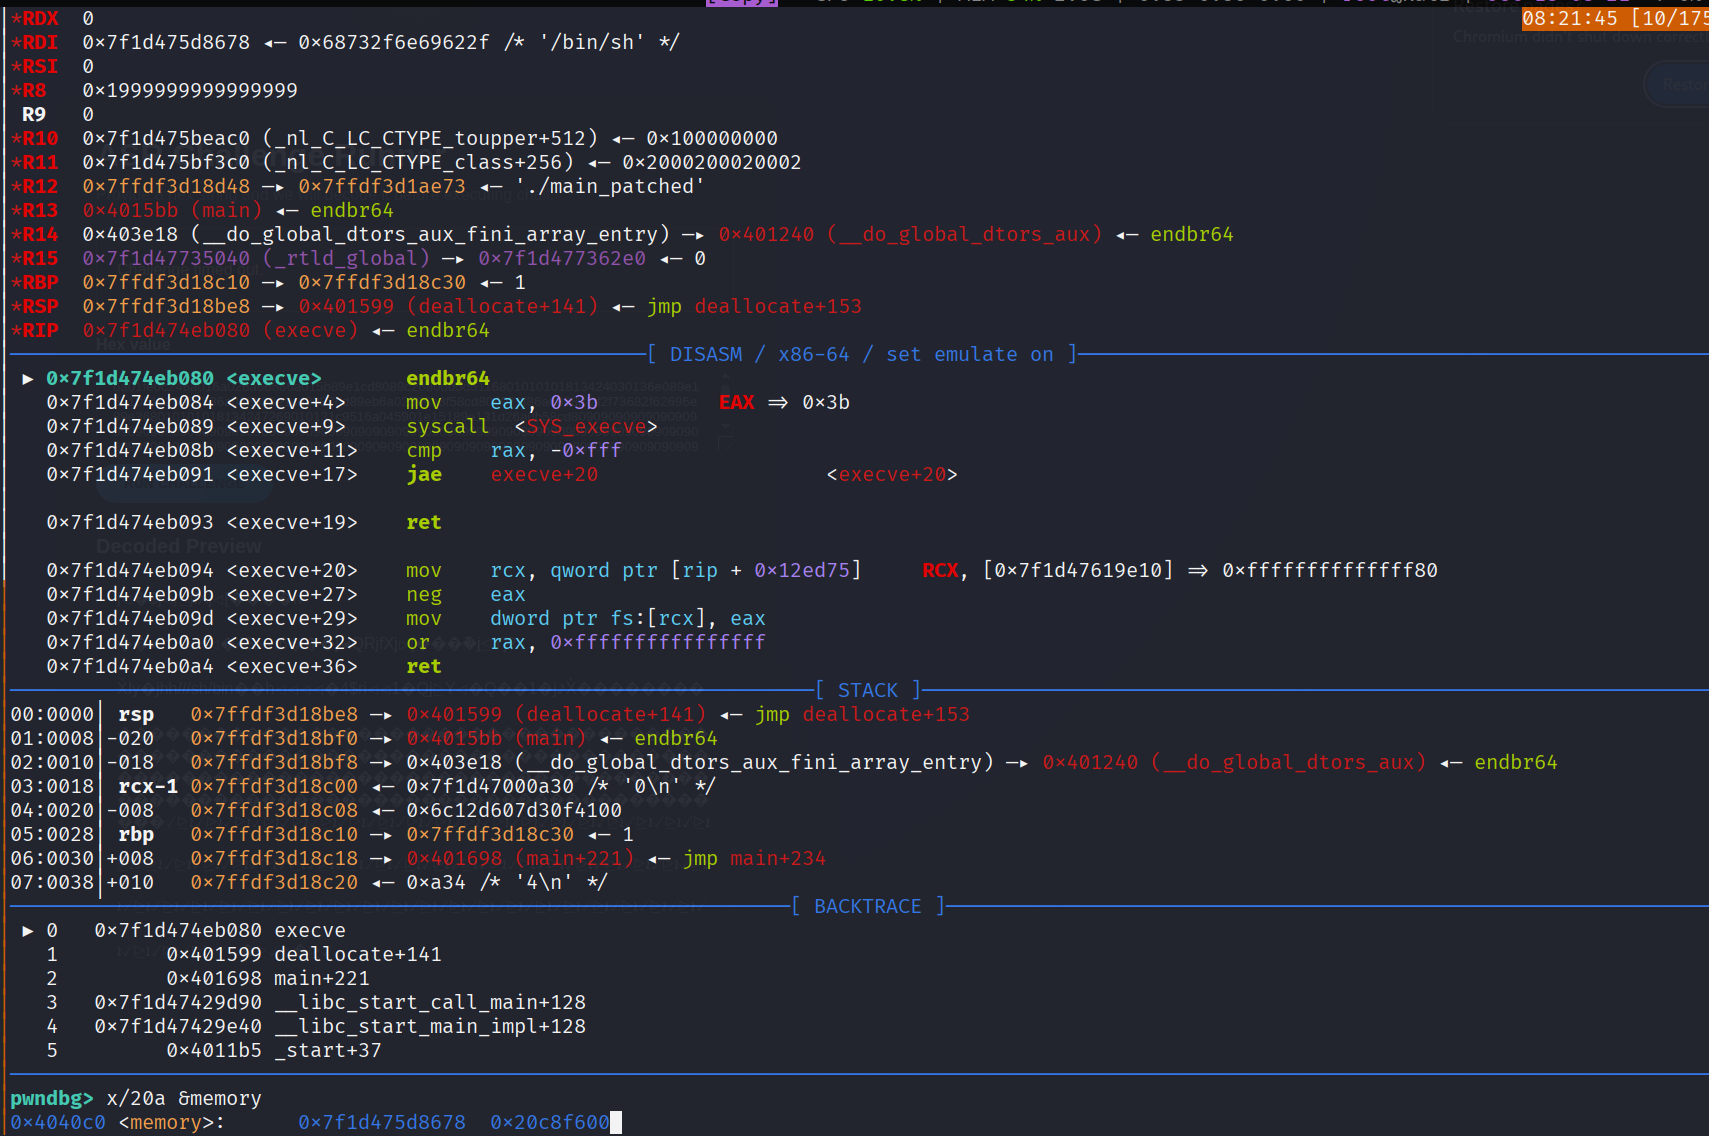 *RDX  0
08:21:45 [10/175
*RDI  0x7f1d475d8678 ◂— 0x68732f6e69622f /* '/bin/sh' */
*RSI  0
*R8   0x1999999999999999
 R9   0
*R10  0x7f1d475beac0 (_nl_C_LC_CTYPE_toupper+512) ◂— 0x100000000
*R11  0x7f1d475bf3c0 (_nl_C_LC_CTYPE_class+256) ◂— 0x2000200020002
*R12  0x7ffdf3d18d48 —▸ 0x7ffdf3d1ae73 ◂— './main_patched'
*R13  0x4015bb (main) ◂— endbr64
*R14  0x403e18 (__do_global_dtors_aux_fini_array_entry) —▸ 0x401240 (__do_global_dtors_aux) ◂— endbr64
*R15  0x7f1d47735040 (_rtld_global) —▸ 0x7f1d477362e0 ◂— 0
*RBP  0x7ffdf3d18c10 —▸ 0x7ffdf3d18c30 ◂— 1
*RSP  0x7ffdf3d18be8 —▸ 0x401599 (deallocate+141) ◂— jmp deallocate+153
*RIP  0x7f1d474eb080 (execve) ◂— endbr64
[ DISASM / x86-64 / set emulate on ]
 ► 0x7f1d474eb080 <execve>       endbr64
   0x7f1d474eb084 <execve+4>     mov    eax, 0x3b          EAX => 0x3b
   0x7f1d474eb089 <execve+9>     syscall  <SYS_execve>
   0x7f1d474eb08b <execve+11>    cmp    rax, -0xfff
   0x7f1d474eb091 <execve+17>    jae    execve+20                   <execve+20>
   0x7f1d474eb093 <execve+19>    ret
   0x7f1d474eb094 <execve+20>    mov    rcx, qword ptr [rip + 0x12ed75]     RCX, [0x7f1d47619e10] => 0xffffffffffffff80
   0x7f1d474eb09b <execve+27>    neg    eax
   0x7f1d474eb09d <execve+29>    mov    dword ptr fs:[rcx], eax
   0x7f1d474eb0a0 <execve+32>    or     rax, 0xffffffffffffffff
   0x7f1d474eb0a4 <execve+36>    ret
[ STACK ]
00:0000│ rsp   0x7ffdf3d18be8 —▸ 0x401599 (deallocate+141) ◂— jmp deallocate+153
01:0008│-020   0x7ffdf3d18bf0 —▸ 0x4015bb (main) ◂— endbr64
02:0010│-018   0x7ffdf3d18bf8 —▸ 0x403e18 (__do_global_dtors_aux_fini_array_entry) —▸ 0x401240 (__do_global_dtors_aux) ◂— endbr64
03:0018│ rcx-1 0x7ffdf3d18c00 ◂— 0x7f1d47000a30 /* '0\n' */
04:0020│-008   0x7ffdf3d18c08 ◂— 0x6c12d607d30f4100
05:0028│ rbp   0x7ffdf3d18c10 —▸ 0x7ffdf3d18c30 ◂— 1
06:0030│+008   0x7ffdf3d18c18 —▸ 0x401698 (main+221) ◂— jmp main+234
07:0038│+010   0x7ffdf3d18c20 ◂— 0xa34 /* '4\n' */
[ BACKTRACE ]
 ► 0   0x7f1d474eb080 execve
   1         0x401599 deallocate+141
   2         0x401698 main+221
   3   0x7f1d47429d90 __libc_start_call_main+128
   4   0x7f1d47429e40 __libc_start_main_impl+128
   5         0x4011b5 _start+37
pwndbg> x/20a &memory
0x4040c0 <memory>:      0x7f1d475d8678  0x20c8f600